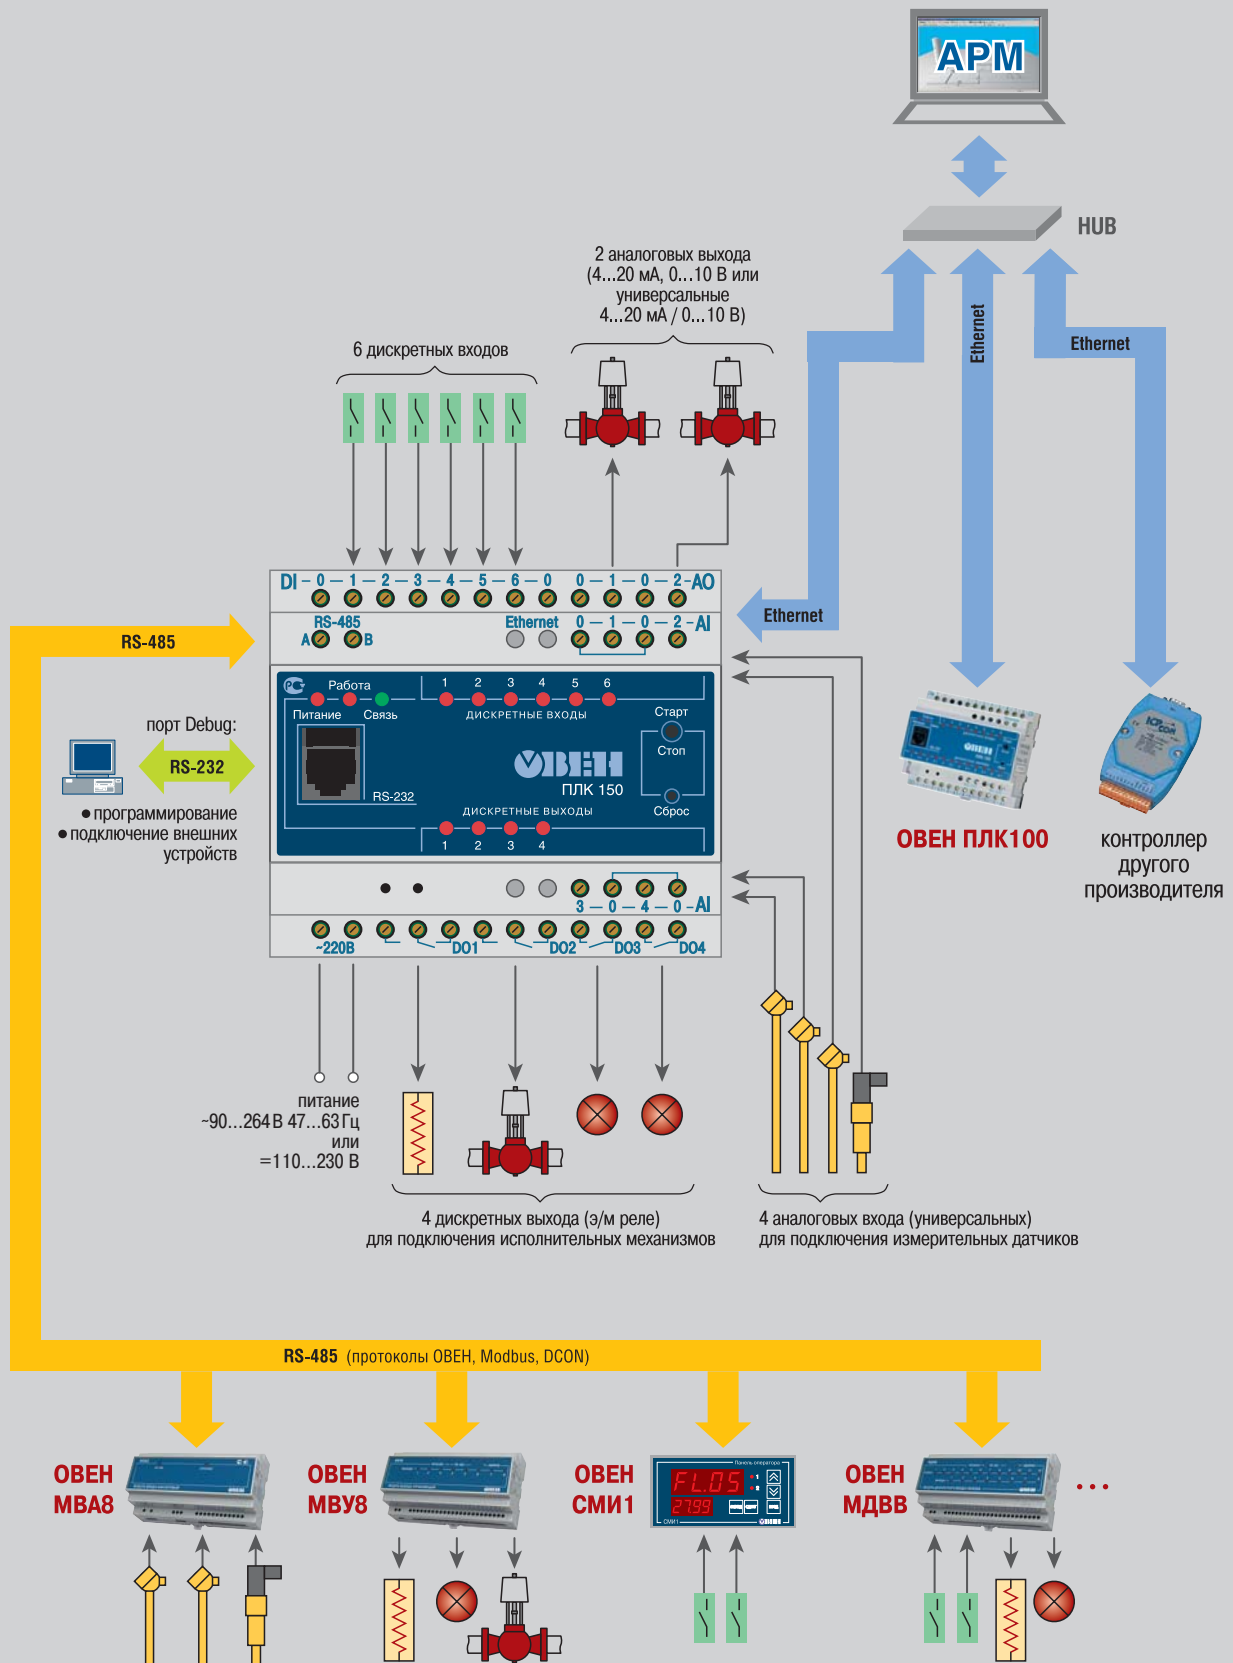 АРМ
HUB
2 аналоговых выхода
(4...20 мА, 0...10 В или
универсальные
4...20 мА / 0...10 В)
6 дискретных входов
Ethernet
Ethernet
DI - 0 - 1 - 2 - 3 - 4 - 5 - 6 - 0
0 - 1 - 0 - 2 - AO
RS-485
A
B
Ethernet
0 - 1 - 0 - 2 - AI
Ethernet
RS-485
Работа
Питание
Связь
1 2 3 4 5 6
ДИСКРЕТНЫЕ ВХОДЫ
Старт
Стоп
порт Debug:
RS-232
ОВЕН
ПЛК 150
RS-232
ДИСКРЕТНЫЕ ВЫХОДЫ
Сброс
1 2 3 4
● программирование
● подключение внешних
устройств
ОВЕН ПЛК100
контроллер
другого
производителя
3 - 0 - 4 - 0 - AI
~220В
DO1
DO2
DO3
DO4
питание
~90...264 В 47...63 Гц
или
=110...230 В
4 дискретных выхода (э/м реле)
для подключения исполнительных механизмов
4 аналоговых входа (универсальных)
для подключения измерительных датчиков
RS-485 (протоколы ОВЕН, Modbus, DCON)
ОВЕН
МВА8
ОВЕН
МВУ8
ОВЕН
СМИ1
Панель оператора
FL.05
27.99
СМИ1
ОВЕН
МДВВ
...